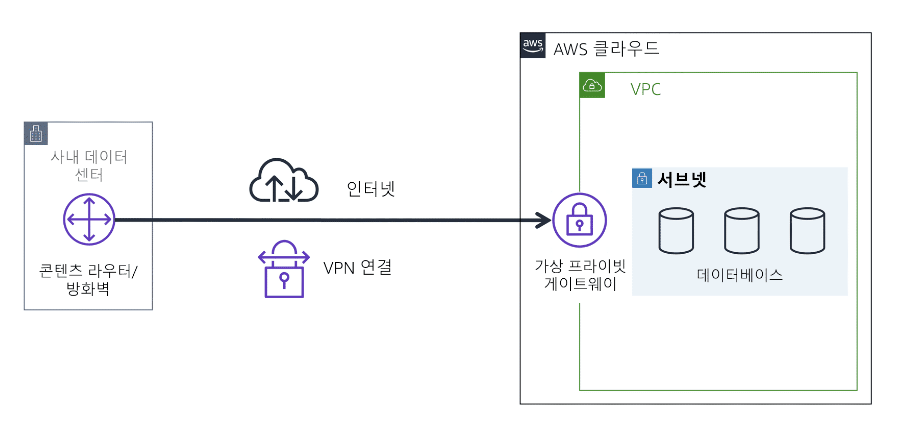 aws
AWS 클라우드
VPC
사내 데이터
센터
콘텐츠 라우터/
방화벽
인터넷
VPN 연결
가상 프라이빗
게이트웨이
서브넷
데이터베이스